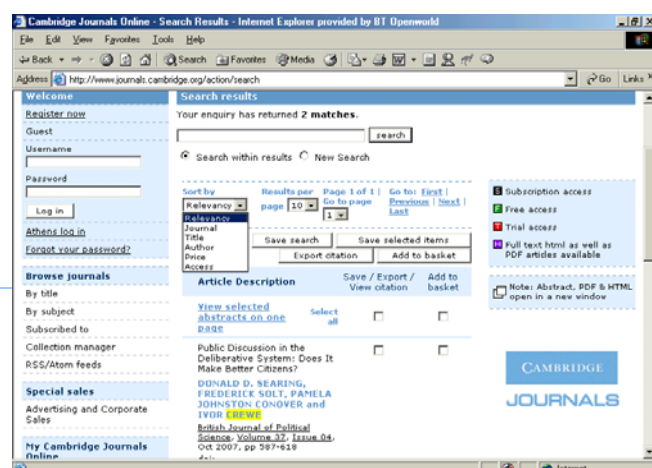 Cambridge Journals Online - Search Results - Internet Explorer provided by BT Openworld
File Edit View Favorites Tools Help
Back Search Favorites Media
Address http://www.journals.cambridge.org/action/search Go Links
Welcome
Register now
Guest
Username
Password
Log in
Athens log in
Forgot your password?
Browse journals
By title
By subject
Subscribed to
Collection manager
RSS/Atom feeds
Special sales
Advertising and Corporate
Sales
My Cambridge Journals
Online
Search results
Your enquiry has returned 2 matches.
search
Search within results New Search
Sort by
Relevancy
Relevancy
Journal
Title
Author
Price
Access
Results per
page 10
Page 1 of 1 |
Go to page
1
Go to: First |
Previous | Next |
Last
Save search Save selected items
Export citation Add to basket
Article Description Save / Export /
View citation Add to
basket
View selected
abstracts on one
page
Select
all
Public Discussion in the
Deliberative System: Does It
Make Better Citizens?
DONALD D. SEARING,
FREDERICK SOLT, PAMELA
JOHNSTON CONOVER and
IVOR CREWE
British Journal of Political
Science, Volume 37, Issue 04,
Oct 2007, pp 587-618
doi:
S Subscription access
F Free access
T Trial access
H Full text html as well as
PDF articles available
Note: Abstract, PDF & HTML
open in a new window
CAMBRIDGE
JOURNALS
Internet